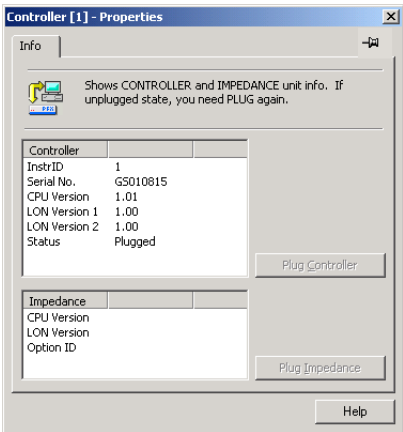 Controller [1] - Properties
Info
Shows CONTROLLER and IMPEDANCE unit info. If
unplugged state, you need PLUG again.
PFX
Controller
InstrID 1
Serial No. GS010815
CPU Version 1.01
LON Version 1 1.00
LON Version 2 1.00
Status Plugged
Plug Controller
Impedance
CPU Version
LON Version
Option ID
Plug Impedance
Help